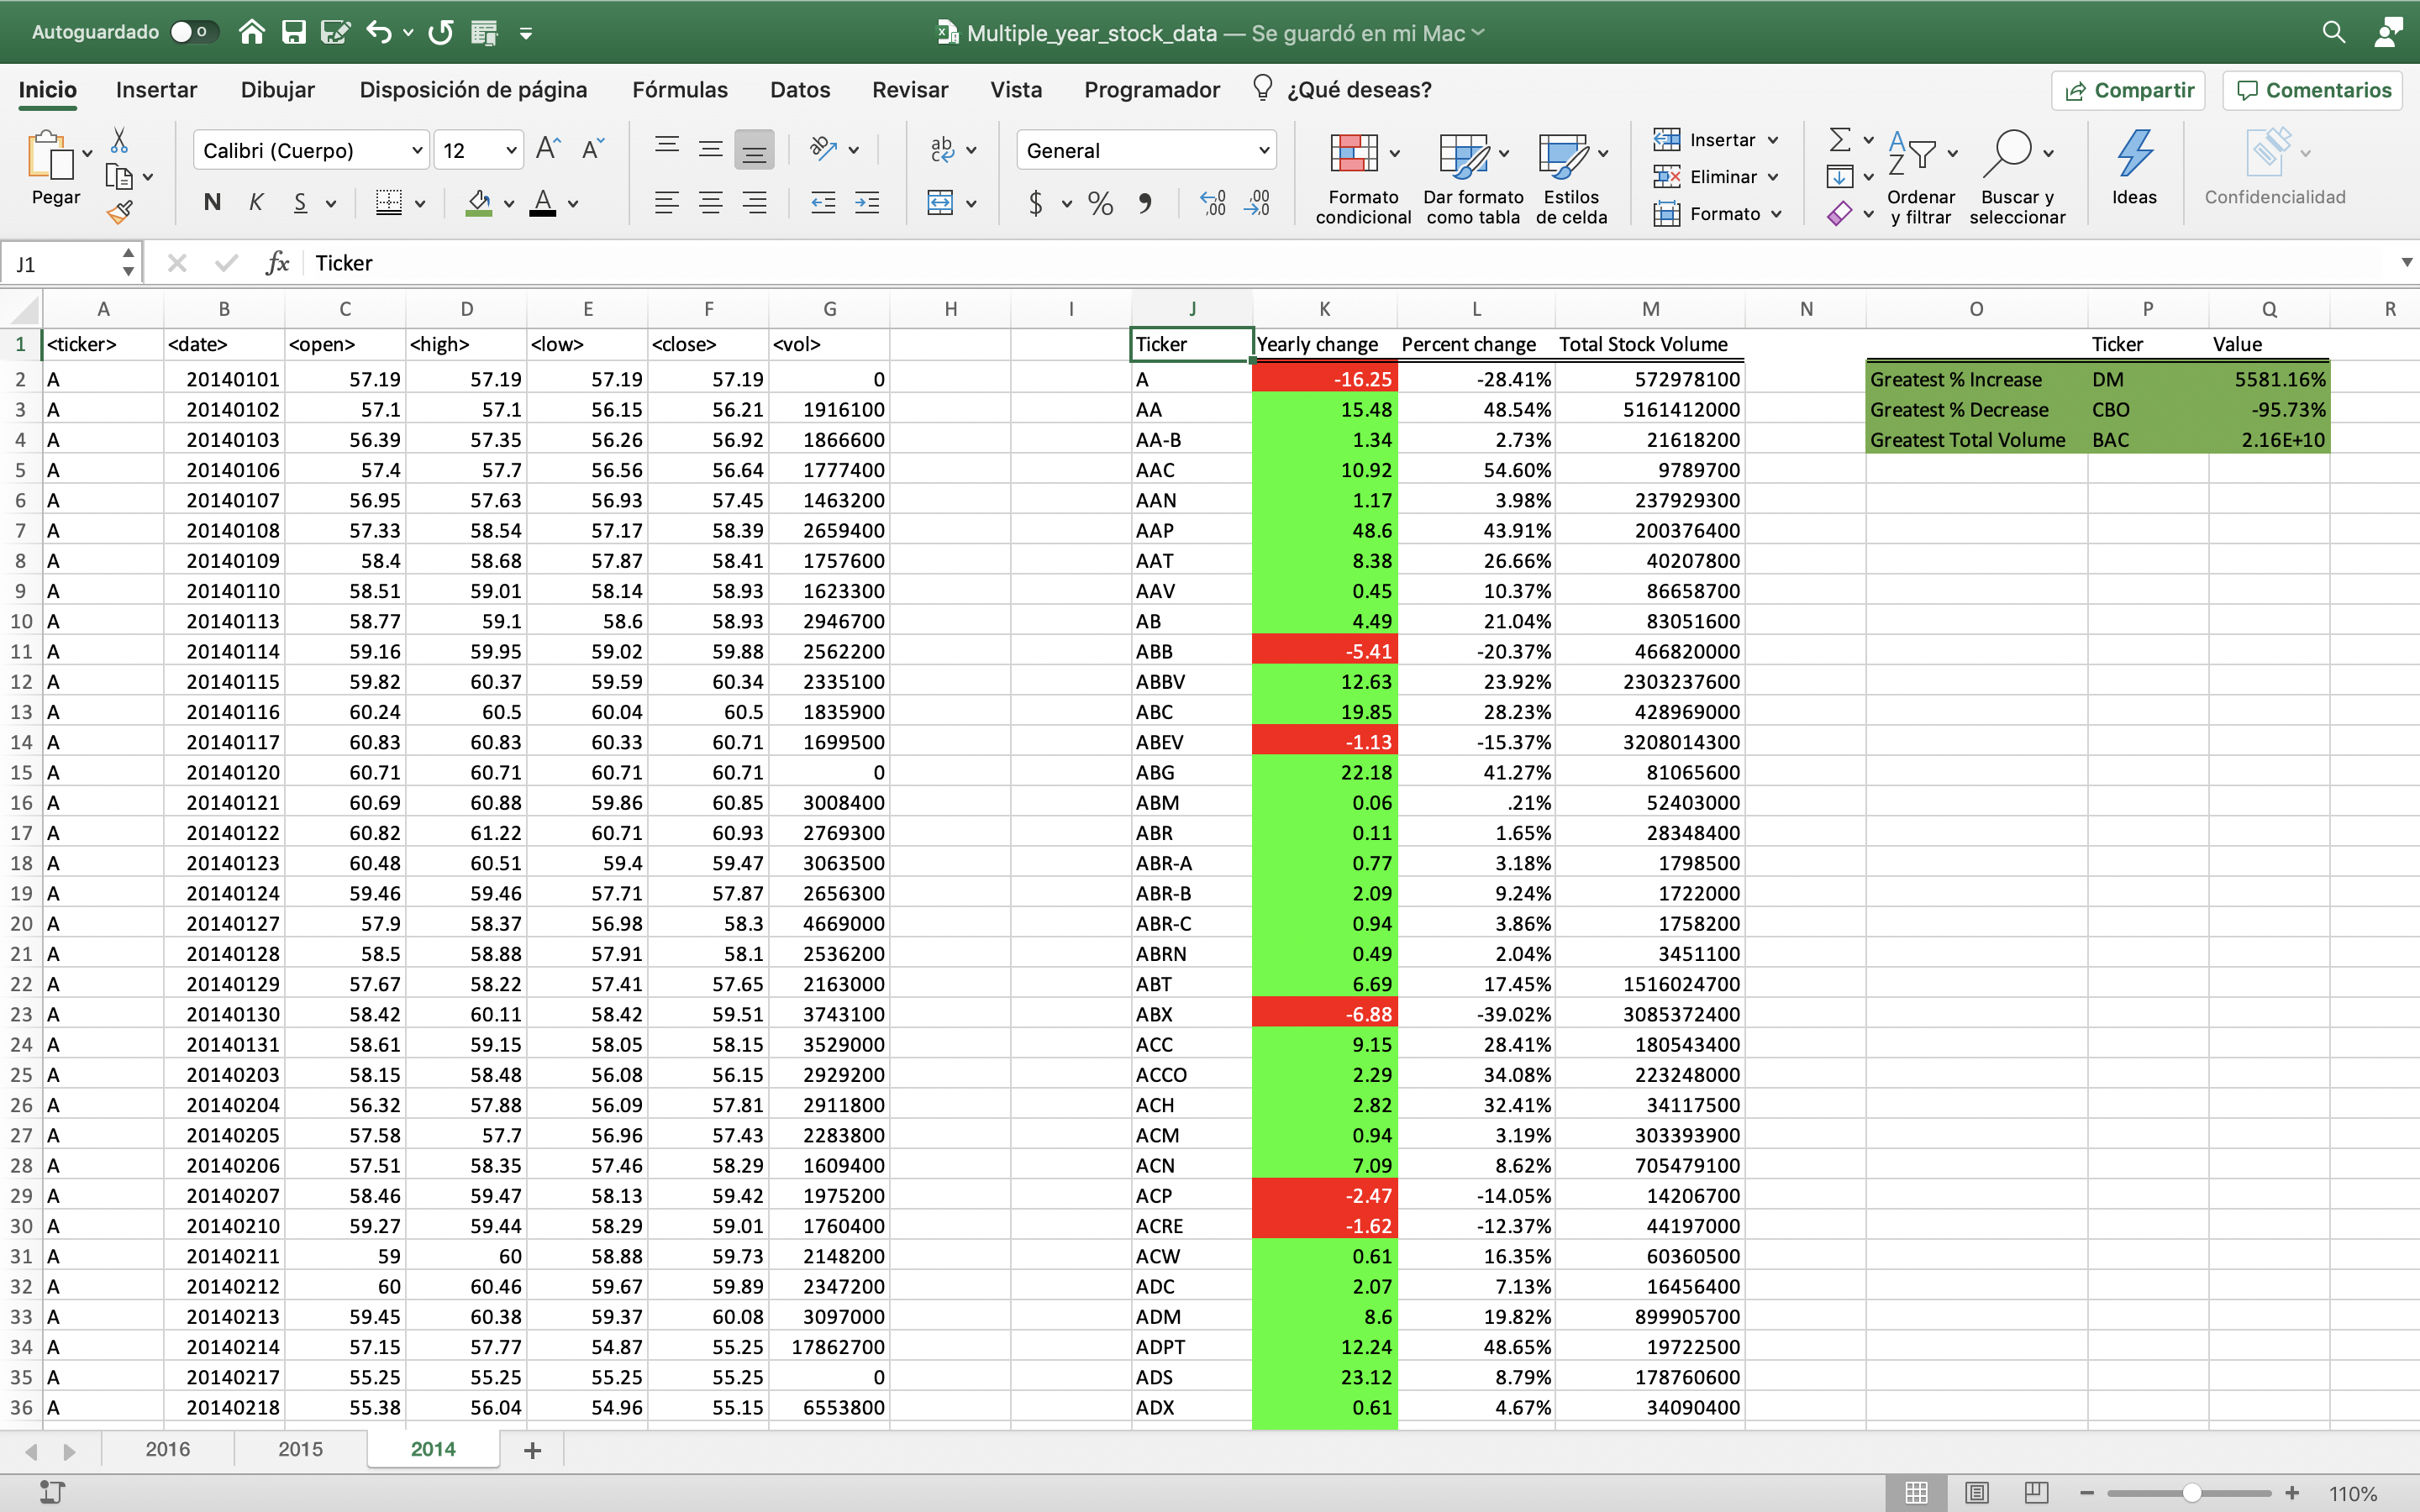 Autoguardado
Multiple_year_stock_data — Se guardó en mi Mac
Inicio Insertar Dibujar Disposición de página Fórmulas Datos Revisar Vista Programador ¿Qué deseas? Compartir Comentarios
Pegar
Calibri (Cuerpo) 12
N K S
General
$ %
Formato condicional
Dar formato como tabla
Estilos de celda
Insertar
Eliminar
Formato
Ordenar y filtrar
Buscar y seleccionar
Ideas
Confidencialidad
J1 fx Ticker
A B C D E F G H I J K L M N O P Q R
1 <ticker> <date> <open> <high> <low> <close> <vol> Ticker Yearly change Percent change Total Stock Volume Ticker Value
2 A 20140101 57.19 57.19 57.19 57.19 0 A -16.25 -28.41% 572978100 Greatest % Increase DM 5581.16%
3 A 20140102 57.1 57.1 56.15 56.21 1916100 AA 15.48 48.54% 5161412000 Greatest % Decrease CBO -95.73%
4 A 20140103 56.39 57.35 56.26 56.92 1866600 AA-B 1.34 2.73% 21618200 Greatest Total Volume BAC 2.16E+10
5 A 20140106 57.4 57.7 56.56 56.64 1777400 AAC 10.92 54.60% 9789700
6 A 20140107 56.95 57.63 56.93 57.45 1463200 AAN 1.17 3.98% 237929300
7 A 20140108 57.33 58.54 57.17 58.39 2659400 AAP 48.6 43.91% 200376400
8 A 20140109 58.4 58.68 57.87 58.41 1757600 AAT 8.38 26.66% 40207800
9 A 20140110 58.51 59.01 58.14 58.93 1623300 AAV 0.45 10.37% 86658700
10 A 20140113 58.77 59.1 58.6 58.93 2946700 AB 4.49 21.04% 83051600
11 A 20140114 59.16 59.95 59.02 59.88 2562200 ABB -5.41 -20.37% 466820000
12 A 20140115 59.82 60.37 59.59 60.34 2335100 ABBV 12.63 23.92% 2303237600
13 A 20140116 60.24 60.5 60.04 60.5 1835900 ABC 19.85 28.23% 428969000
14 A 20140117 60.83 60.83 60.33 60.71 1699500 ABEV -1.13 -15.37% 3208014300
15 A 20140120 60.71 60.71 60.71 60.71 0 ABG 22.18 41.27% 81065600
16 A 20140121 60.69 60.88 59.86 60.85 3008400 ABM 0.06 .21% 52403000
17 A 20140122 60.82 61.22 60.71 60.93 2769300 ABR 0.11 1.65% 28348400
18 A 20140123 60.48 60.51 59.4 59.47 3063500 ABR-A 0.77 3.18% 1798500
19 A 20140124 59.46 59.46 57.71 57.87 2656300 ABR-B 2.09 9.24% 1722000
20 A 20140127 57.9 58.37 56.98 58.3 4669000 ABR-C 0.94 3.86% 1758200
21 A 20140128 58.5 58.88 57.91 58.1 2536200 ABRN 0.49 2.04% 3451100
22 A 20140129 57.67 58.22 57.41 57.65 2163000 ABT 6.69 17.45% 1516024700
23 A 20140130 58.42 60.11 58.42 59.51 3743100 ABX -6.88 -39.02% 3085372400
24 A 20140131 58.61 59.15 58.05 58.15 3529000 ACC 9.15 28.41% 180543400
25 A 20140203 58.15 58.48 56.08 56.15 2929200 ACCO 2.29 34.08% 223248000
26 A 20140204 56.32 57.88 56.09 57.81 2911800 ACH 2.82 32.41% 34117500
27 A 20140205 57.58 57.7 56.96 57.43 2283800 ACM 0.94 3.19% 303393900
28 A 20140206 57.51 58.35 57.46 58.29 1609400 ACN 7.09 8.62% 705479100
29 A 20140207 58.46 59.47 58.13 59.42 1975200 ACP -2.47 -14.05% 14206700
30 A 20140210 59.27 59.44 58.29 59.01 1760400 ACRE -1.62 -12.37% 44197000
31 A 20140211 59 60 58.88 59.73 2148200 ACW 0.61 16.35% 60360500
32 A 20140212 60 60.46 59.67 59.89 2347200 ADC 2.07 7.13% 16456400
33 A 20140213 59.45 60.38 59.37 60.08 3097000 ADM 8.6 19.82% 899905700
34 A 20140214 57.15 57.77 54.87 55.25 17862700 ADPT 12.24 48.65% 19722500
35 A 20140217 55.25 55.25 55.25 55.25 0 ADS 23.12 8.79% 178760600
36 A 20140218 55.38 56.04 54.96 55.15 6553800 ADX 0.61 4.67% 34090400
2016 2015 2014 +
110%